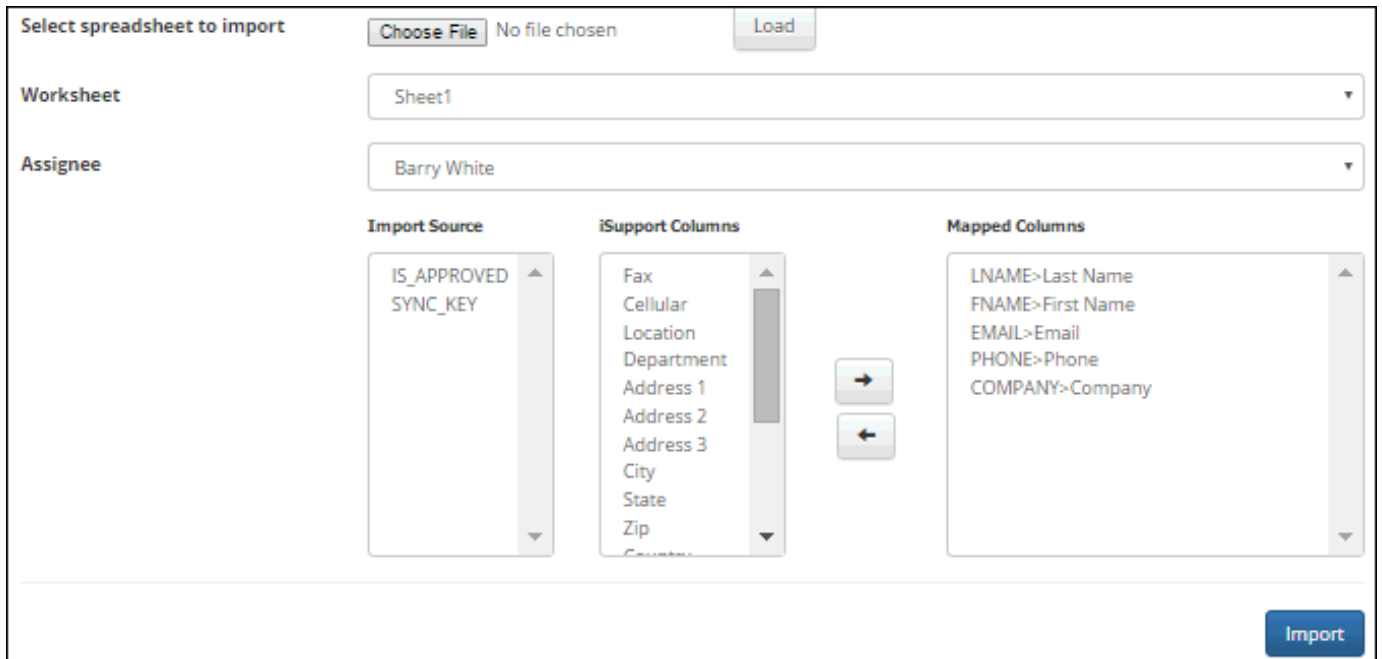 Select spreadsheet to import
Choose File No file chosen
Load
Worksheet
Sheet1
Assignee
Barry White
Import Source
iSupport Columns
Mapped Columns
IS_APPROVED
SYNC_KEY
Fax
Cellular
Location
Department
Address 1
Address 2
Address 3
City
State
Zip
Country
LNAME>Last Name
FNAME>First Name
EMAIL>Email
PHONE>Phone
COMPANY>Company
Import